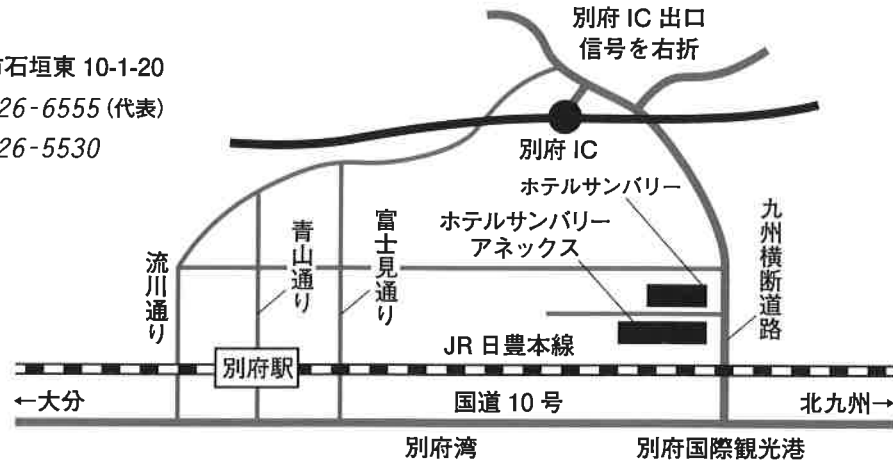 別府 IC 出口
信号を右折
市石垣東 10-1-20
26-6555 (代表)
26-5530
別府 IC
ホテルサンバリー
ホテルサンバリー
アネックス
九州横断道路
富士見通り
青山通り
流川通り
JR 日豊本線
別府駅
←大分
国道 10 号
北九州→
別府湾
別府国際観光港